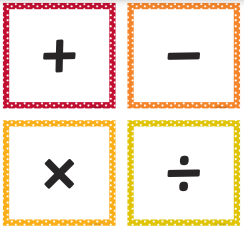 + −
× ÷